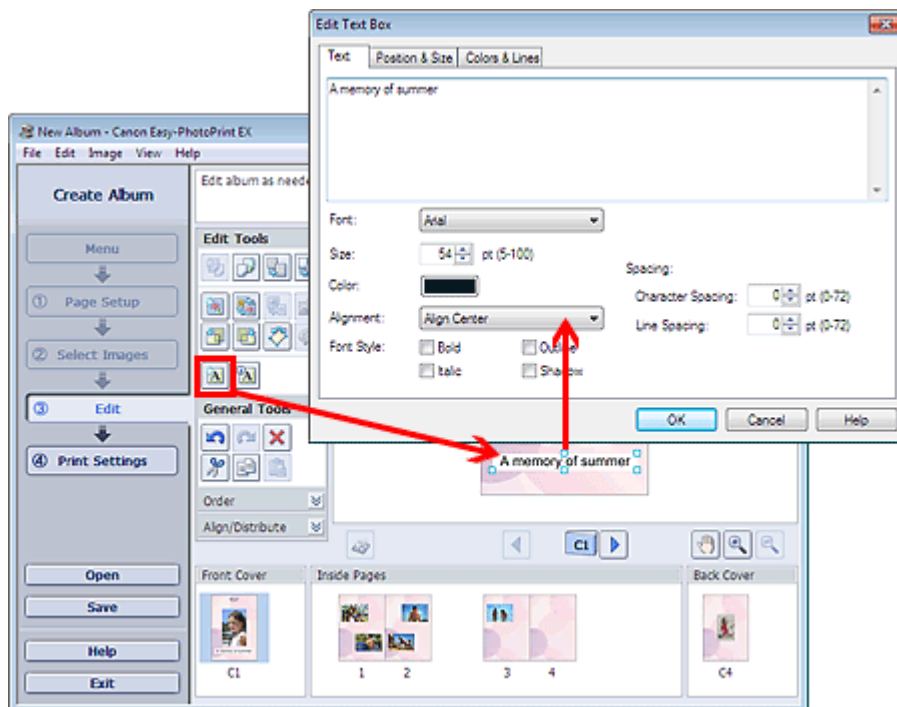 Edit Text Box
Text Position & Size Colors & Lines
A memory of summer
Font: Arial
Size: 54 pt (5-100)
Color:
Spacing:
Character Spacing: 0 pt (0-72)
Alignment: Align Center
Line Spacing: 0 pt (0-72)
Font Style: Bold Outline
Italic Shadow
OK Cancel Help
New Album - Canon Easy-PhotoPrint EX
File Edit Image View Help
Create Album
Edit album as need
Menu
① Page Setup
② Select Images
③ Edit
④ Print Settings
Open
Save
Help
Exit
Edit Tools
General Tools
Order
Align/Distribute
A memory of summer
C1
Front Cover Inside Pages Back Cover
C1 1 2 3 4 C4